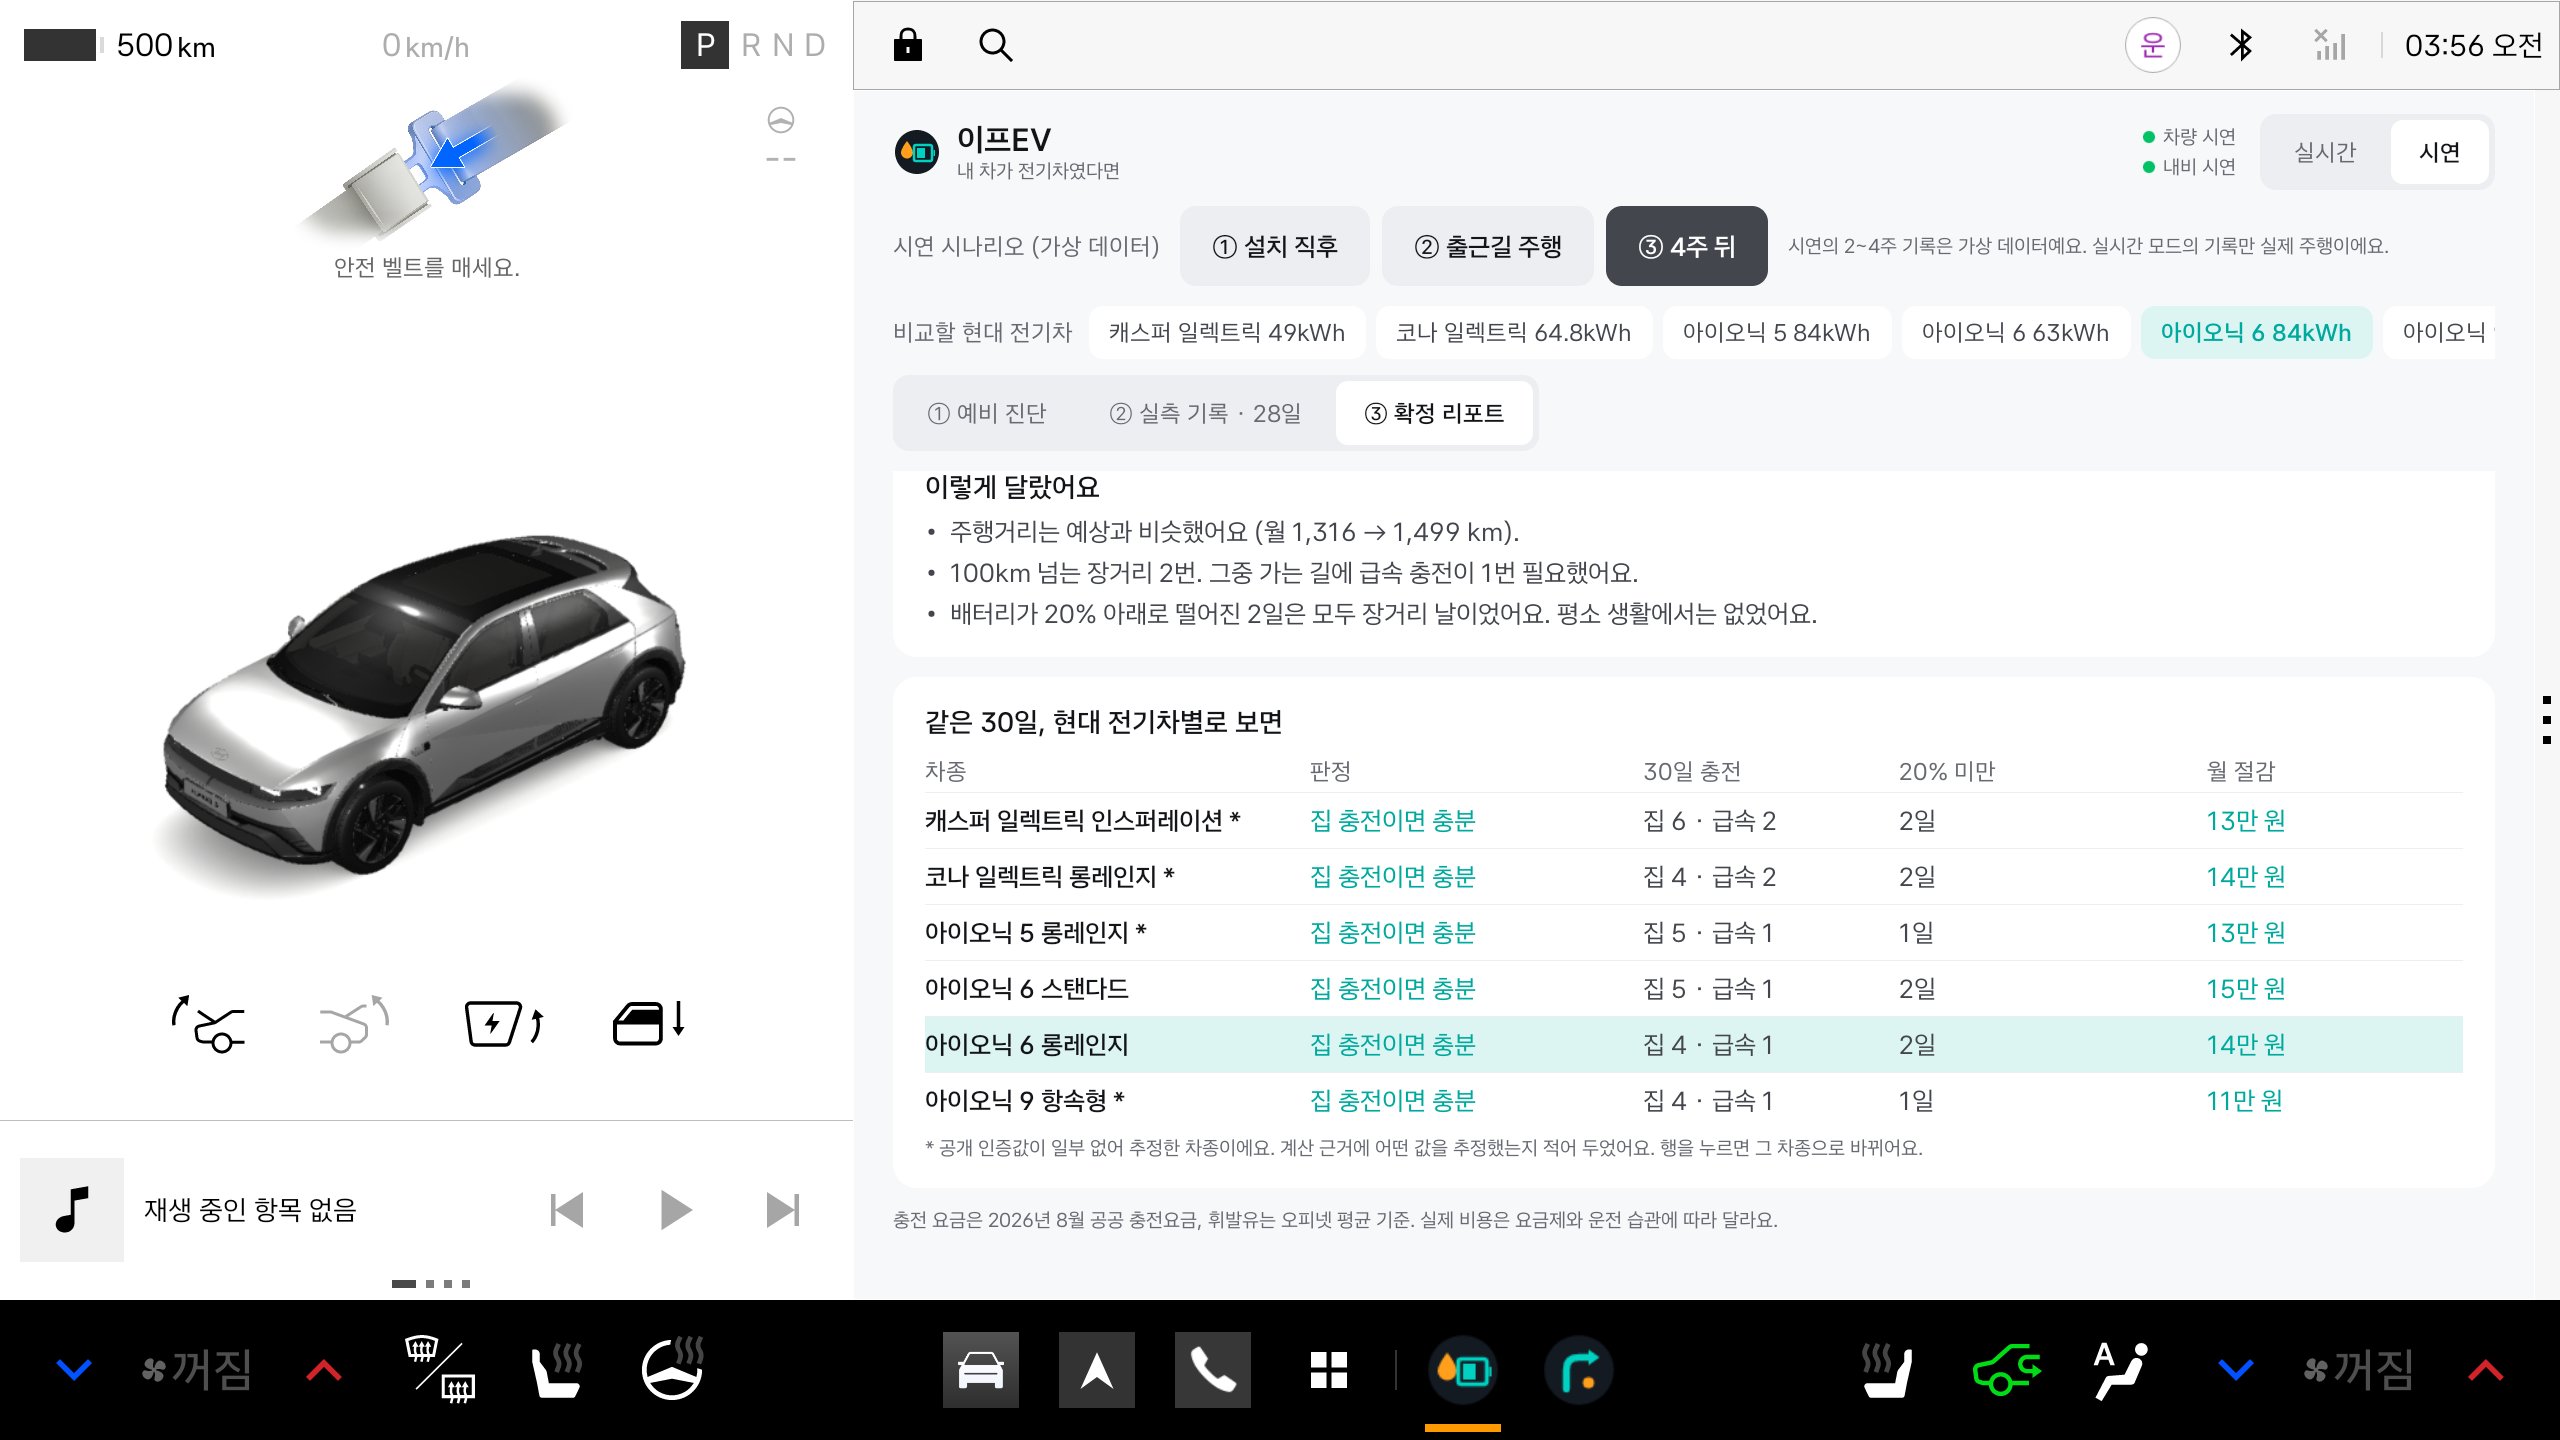 500 km
0 km/h
P R N D
안전 벨트를 매세요.
재생 중인 항목 없음
운
03:56 오전
이프EV
내 차가 전기차였다면
차량 시연
내비 시연
실시간
시연
시연 시나리오 (가상 데이터)
① 설치 직후
② 출근길 주행
③ 4주 뒤
시연의 2~4주 기록은 가상 데이터예요. 실시간 모드의 기록만 실제 주행이에요.
비교할 현대 전기차
캐스퍼 일렉트릭 49kWh
코나 일렉트릭 64.8kWh
아이오닉 5 84kWh
아이오닉 6 63kWh
아이오닉 6 84kWh
아이오닉
① 예비 진단
② 실측 기록 · 28일
③ 확정 리포트
이렇게 달랐어요
• 주행거리는 예상과 비슷했어요 (월 1,316 → 1,499 km).
• 100km 넘는 장거리 2번. 그중 가는 길에 급속 충전이 1번 필요했어요.
• 배터리가 20% 아래로 떨어진 2일은 모두 장거리 날이었어요. 평소 생활에서는 없었어요.
같은 30일, 현대 전기차별로 보면
차종 판정 30일 충전 20% 미만 월 절감
캐스퍼 일렉트릭 인스퍼레이션 * 집 충전이면 충분 집 6 · 급속 2 2일 13만 원
코나 일렉트릭 롱레인지 * 집 충전이면 충분 집 4 · 급속 2 2일 14만 원
아이오닉 5 롱레인지 * 집 충전이면 충분 집 5 · 급속 1 1일 13만 원
아이오닉 6 스탠다드 집 충전이면 충분 집 5 · 급속 1 2일 15만 원
아이오닉 6 롱레인지 집 충전이면 충분 집 4 · 급속 1 2일 14만 원
아이오닉 9 항속형 * 집 충전이면 충분 집 4 · 급속 1 1일 11만 원
* 공개 인증값이 일부 없어 추정한 차종이에요. 계산 근거에 어떤 값을 추정했는지 적어 두었어요. 행을 누르면 그 차종으로 바뀌어요.
충전 요금은 2026년 8월 공공 충전요금, 휘발유는 오피넷 평균 기준. 실제 비용은 요금제와 운전 습관에 따라 달라요.
꺼짐
A
꺼짐